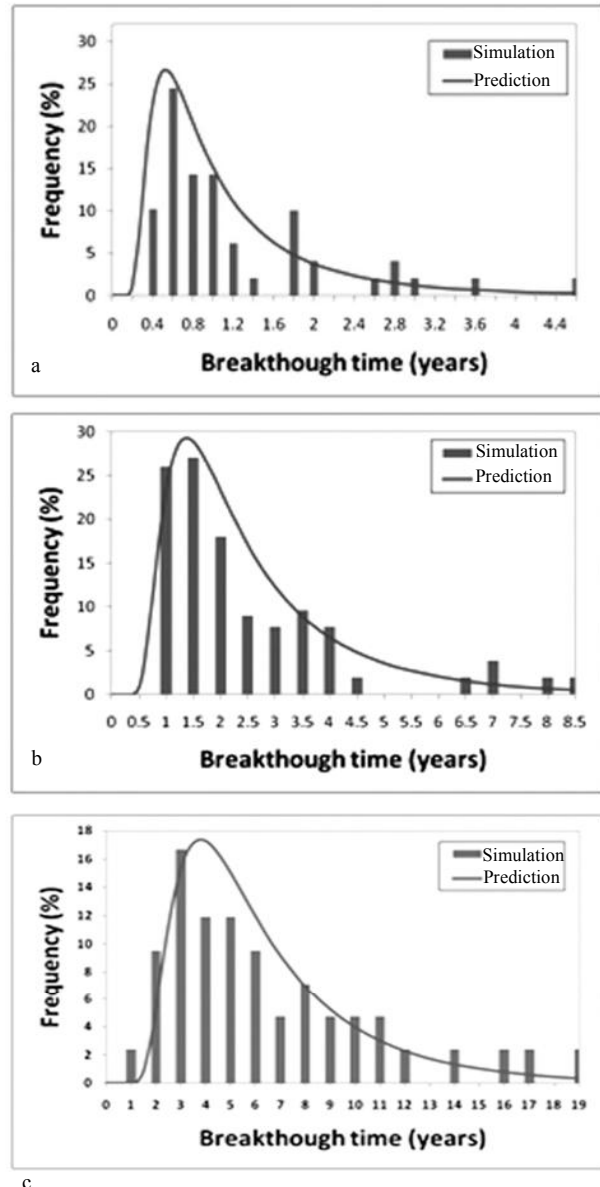 30
25
20
15
10
5
0
Frequency (%)
Simulation
Prediction
0 0.4 0.8 1.2 1.6 2 2.4 2.8 3.2 3.6 4 4.4
Breakthough time (years)
a
30
25
20
15
10
5
0
Frequency (%)
Simulation
Prediction
0 0.5 1 1.5 2 2.5 3 3.5 4 4.5 5 5.5 6 6.5 7 7.5 8 8.5
Breakthough time (years)
b
18
16
14
12
10
8
6
4
2
0
Frequency (%)
Simulation
Prediction
0 1 2 3 4 5 6 7 8 9 10 11 12 13 14 15 16 17 18 19
Breakthough time (years)
c